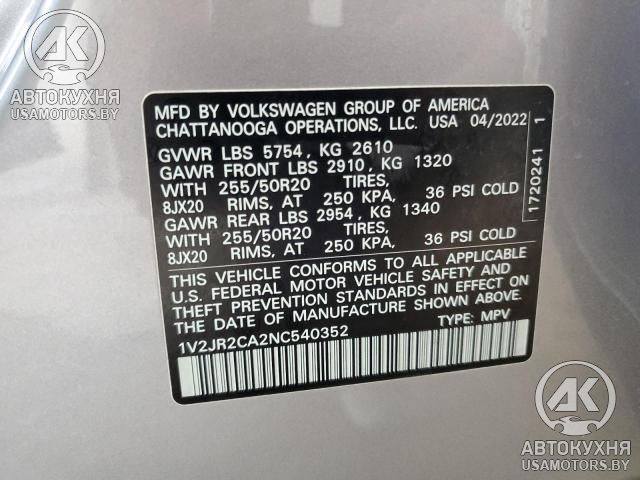 АК
АВТОКУХНЯ
USAMOTORS.BY
MFD BY VOLKSWAGEN GROUP OF AMERICA
CHATTANOOGA OPERATIONS, LLC. USA 04/2022
GVWR LBS 5754, KG 2610
GAWR FRONT LBS 2910, KG 1320
WITH 255/50R20 TIRES,
8JX20 RIMS, AT 250 KPA, 36 PSI COLD
GAWR REAR LBS 2954, KG 1340
WITH 255/50R20 TIRES,
8JX20 RIMS, AT 250 KPA, 36 PSI COLD
THIS VEHICLE CONFORMS TO ALL APPLICABLE
U.S. FEDERAL MOTOR VEHICLE SAFETY AND
THEFT PREVENTION STANDARDS IN EFFECT ON
THE DATE OF MANUFACTURE SHOWN ABOVE.
1V2JR2CA2NC540352 TYPE: MPV
1720241 1
АК
АВТОКУХНЯ
USAMOTORS.BY